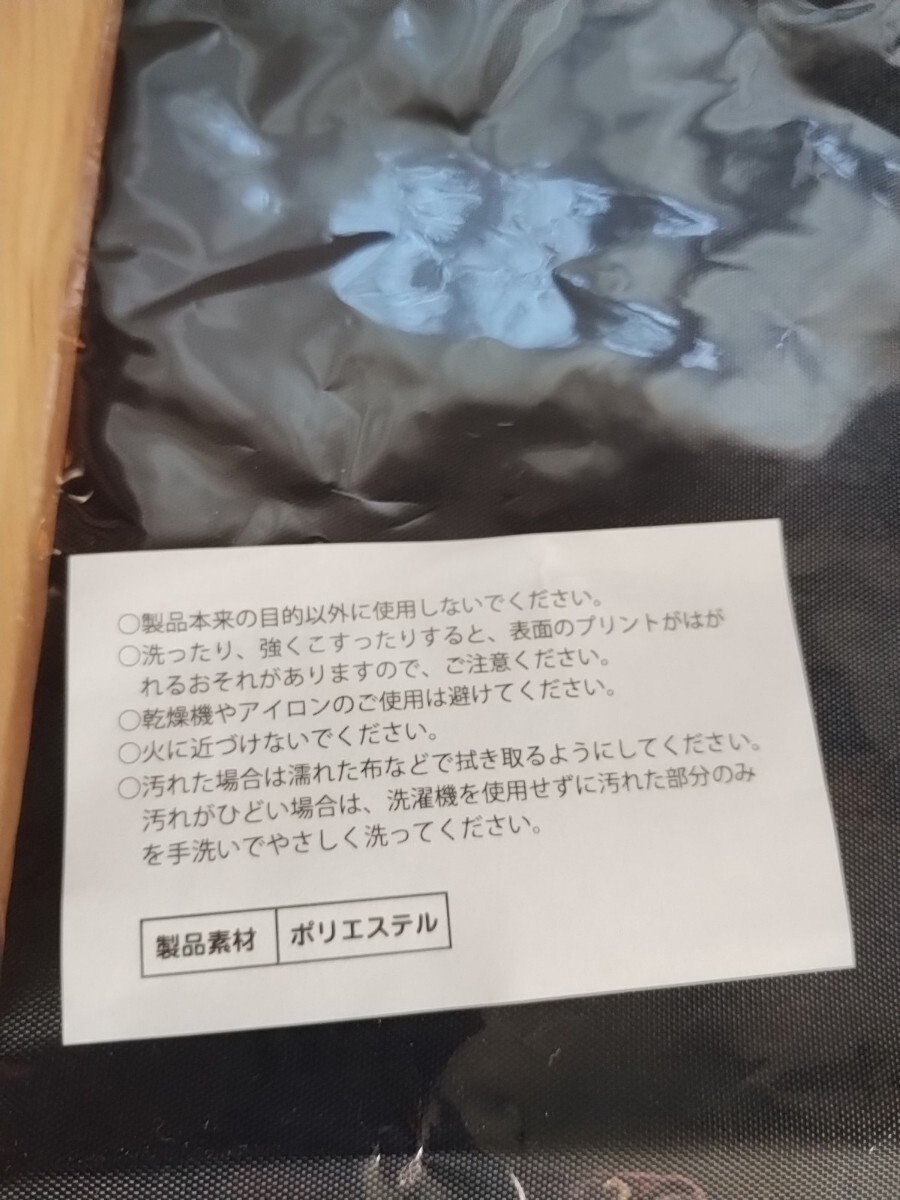 ○製品本来の目的以外に使用しないでください。
○洗ったり、強くこすったりすると、表面のプリントがはが
れるおそれがありますので、ご注意ください。
○乾燥機やアイロンのご使用は避けてください。
○火に近づけないでください。
○汚れた場合は濡れた布などで拭き取るようにしてください。
汚れがひどい場合は、洗濯機を使用せずに汚れた部分のみ
を手洗いでやさしく洗ってください。
製品素材 ポリエステル